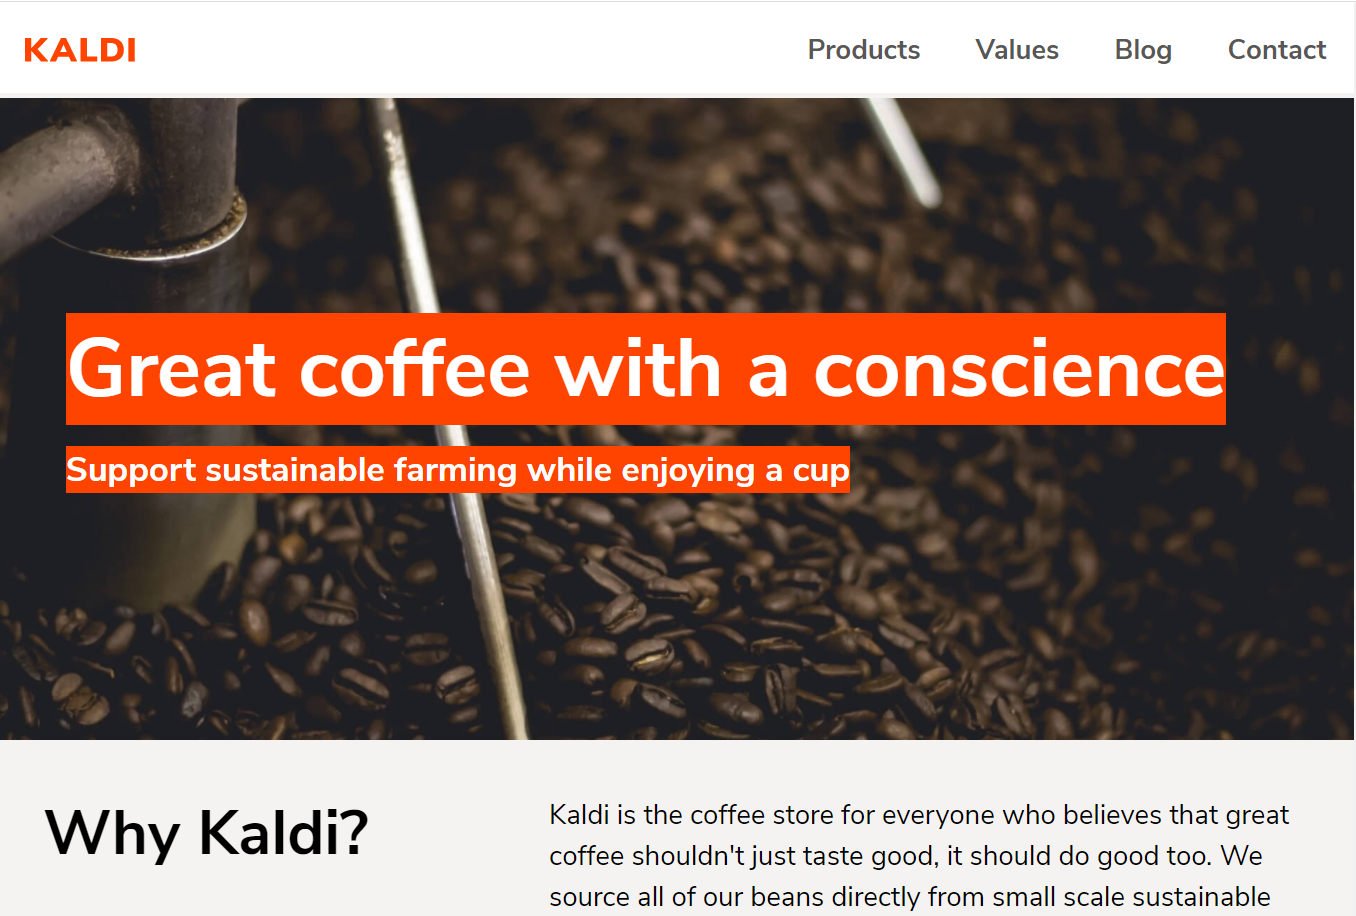 KALDI
Products Values Blog Contact
Great coffee with a conscience
Support sustainable farming while enjoying a cup
Why Kaldi?
Kaldi is the coffee store for everyone who believes that great
coffee shouldn't just taste good, it should do good too. We
source all of our beans directly from small scale sustainable